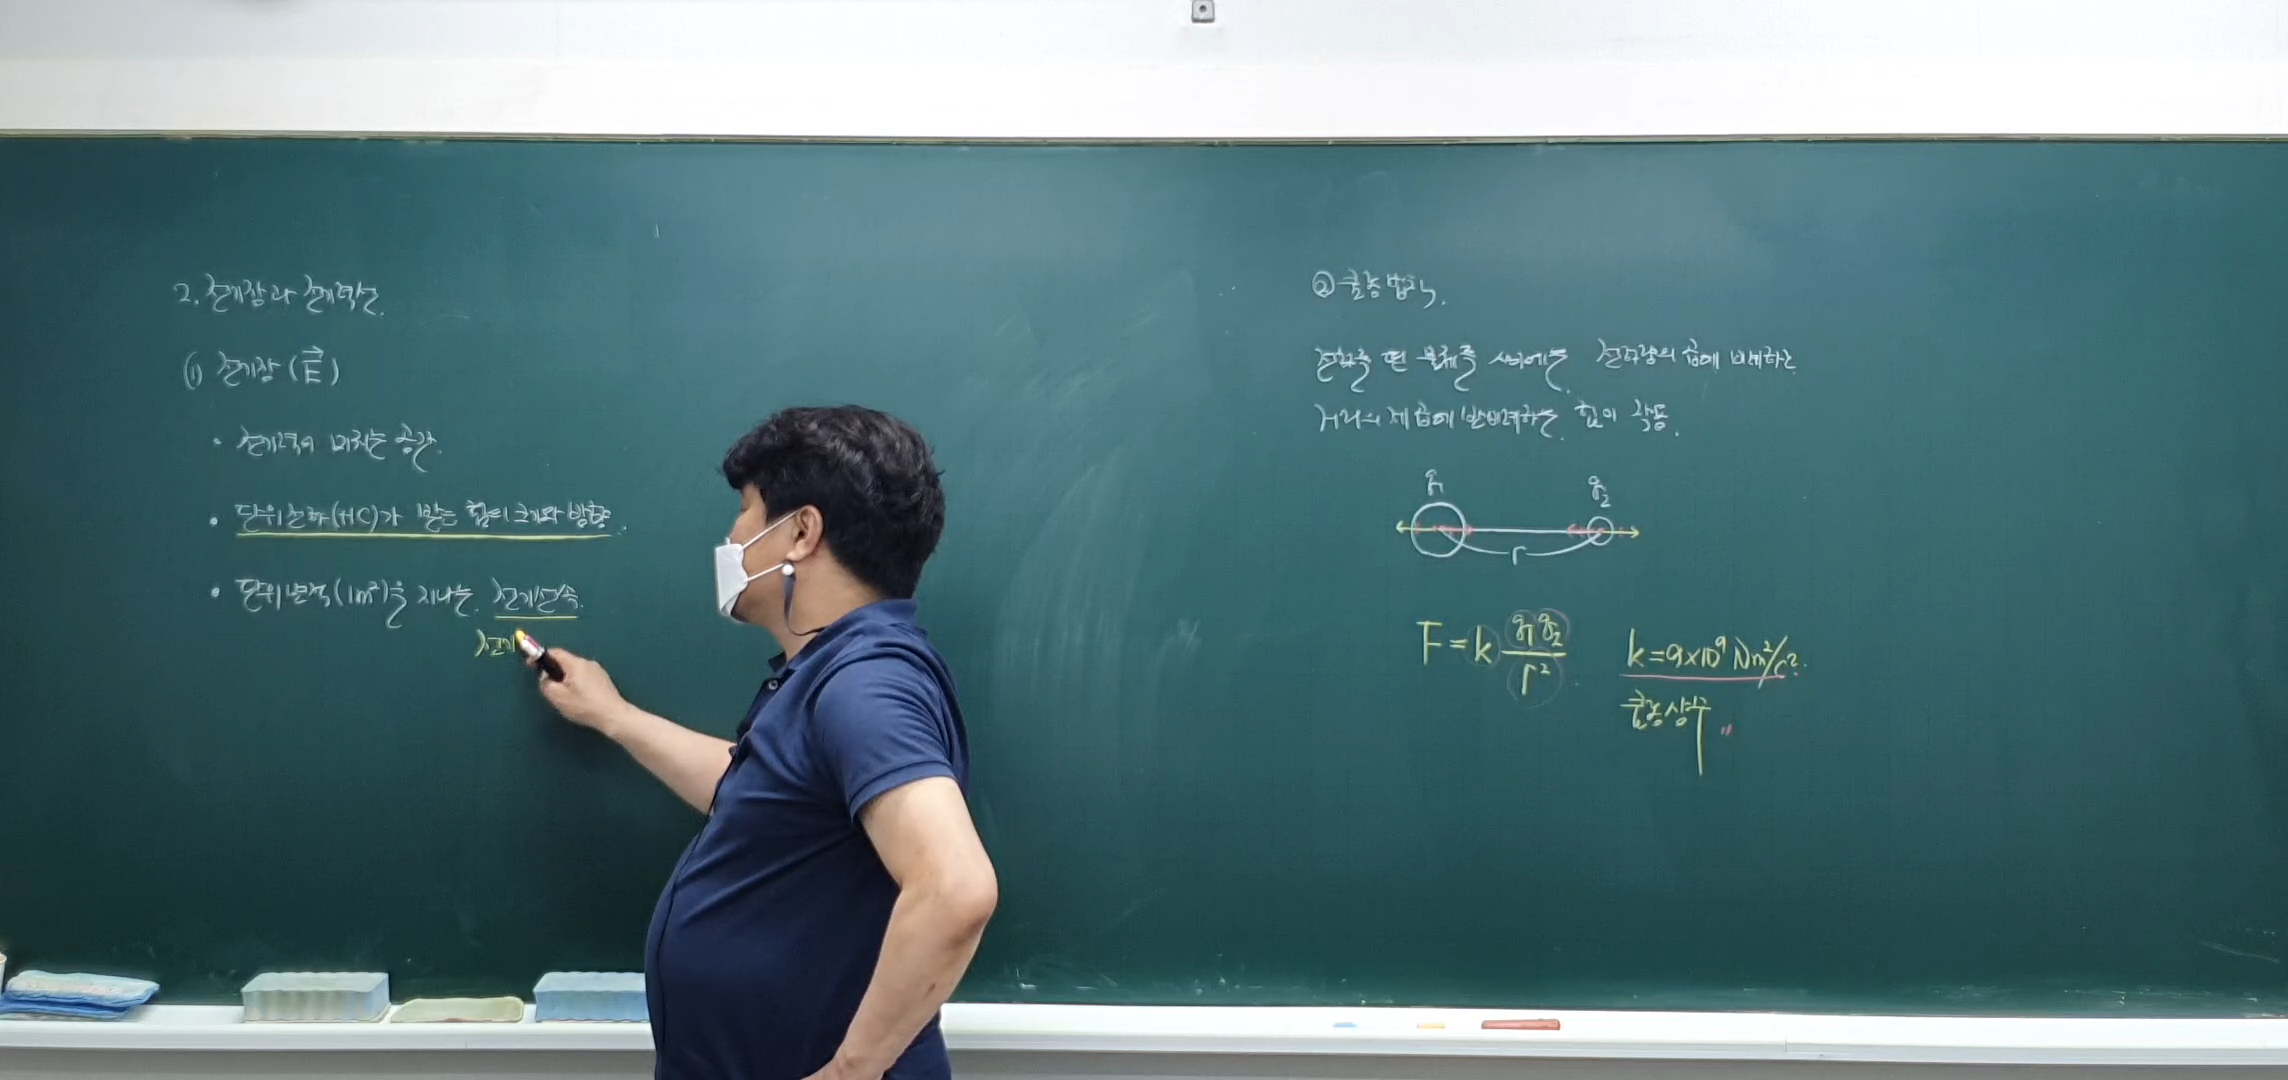 2. 전기장과 전기력선.
(1) 전기장 (E→)
• 전기력이 미치는 공간.
• 단위전하(+1C)가 받는 힘의 크기와 방향.
• 단위면적(1m²)을 지나는 전기선속.
전기
② 쿨롱법칙.
전하를 띤 물체들 사이에는 전하량의 곱에 비례하고
거리의 제곱에 반비례하는 힘이 작용.
q₁ q₂
r
F = k q₁q₂/r²
k = 9×10⁹ Nm²/C².
쿨롱상수